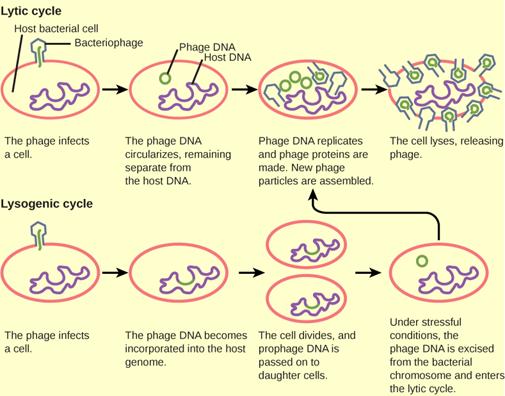 Lytic cycle
Host bacterial cell
Bacteriophage
Phage DNA
Host DNA
The phage infects
a cell.
The phage DNA
circularizes, remaining
separate from
the host DNA.
Phage DNA replicates
and phage proteins are
made. New phage
particles are assembled.
The cell lyses, releasing
phage.
Lysogenic cycle
The phage infects
a cell.
The phage DNA becomes
incorporated into the host
genome.
The cell divides, and
prophage DNA is
passed on to
daughter cells.
Under stressful
conditions, the
phage DNA is excised
from the bacterial
chromosome and enters
the lytic cycle.